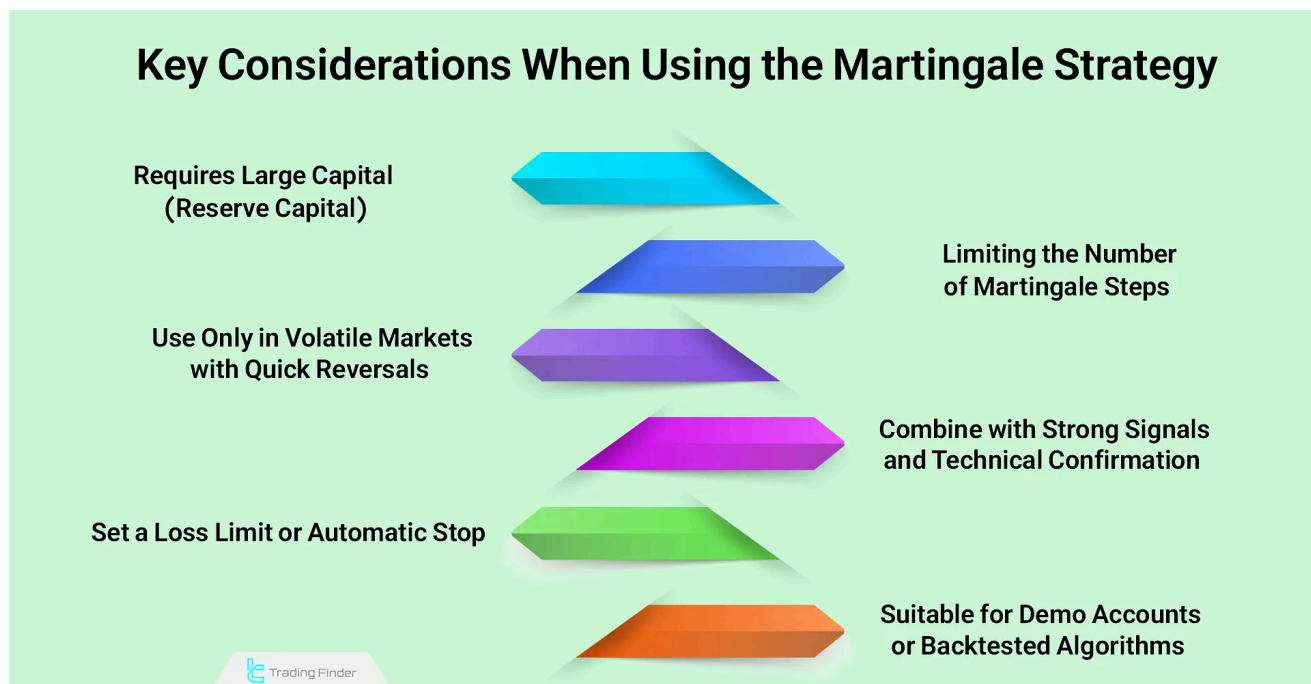 Key Considerations When Using the Martingale Strategy
Requires Large Capital
(Reserve Capital)
Limiting the Number
of Martingale Steps
Use Only in Volatile Markets
with Quick Reversals
Combine with Strong Signals
and Technical Confirmation
Set a Loss Limit or Automatic Stop
Suitable for Demo Accounts
or Backtested Algorithms
Trading Finder